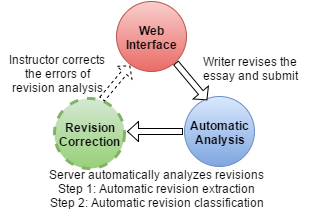 Web
Interface
Instructor corrects
the errors of
revision analysis
Writer revises the
essay and submit
Revision
Correction
Automatic
Analysis
Server automatically analyzes revisions
Step 1: Automatic revision extraction
Step 2: Automatic revision classification